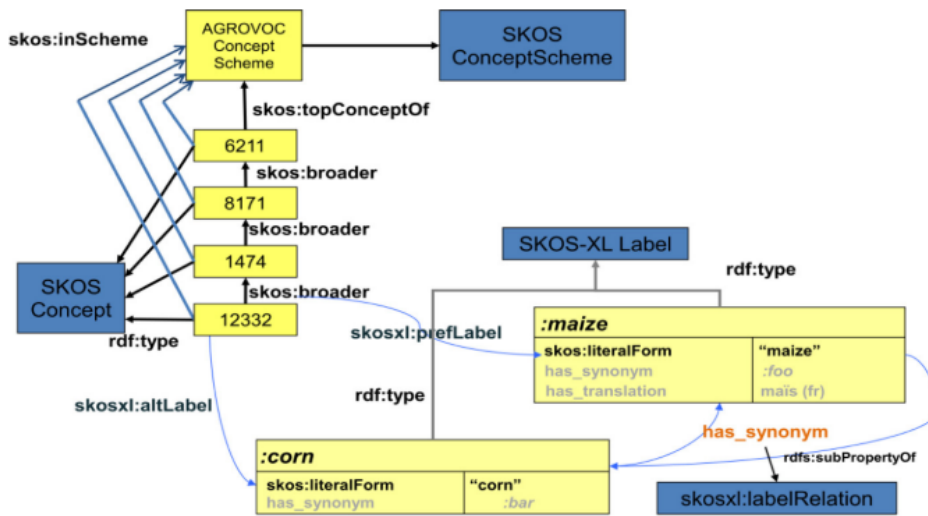 skos:inScheme
AGROVOC
Concept
Scheme
SKOS
ConceptScheme
skos:topConceptOf
6211
skos:broader
8171
skos:broader
1474
skos:broader
12332
SKOS
Concept
rdf:type
SKOS-XL Label
rdf:type
skosxl:prefLabel
:maize
skos:literalForm "maize"
has_synonym :foo
has_translation maïs (fr)
rdf:type
skosxl:altLabel
has_synonym
rdfs:subPropertyOf
:corn
skos:literalForm "corn"
has_synonym :bar
skosxl:labelRelation